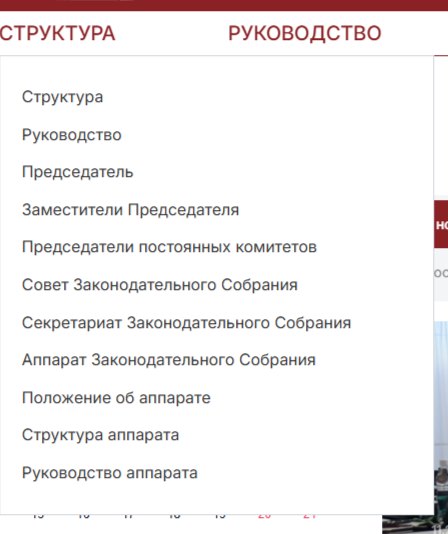 СТРУКТУРА РУКОВОДСТВО
Структура
Руководство
Председатель
Заместители Председателя
Председатели постоянных комитетов
Совет Законодательного Собрания
Секретариат Законодательного Собрания
Аппарат Законодательного Собрания
Положение об аппарате
Структура аппарата
Руководство аппарата